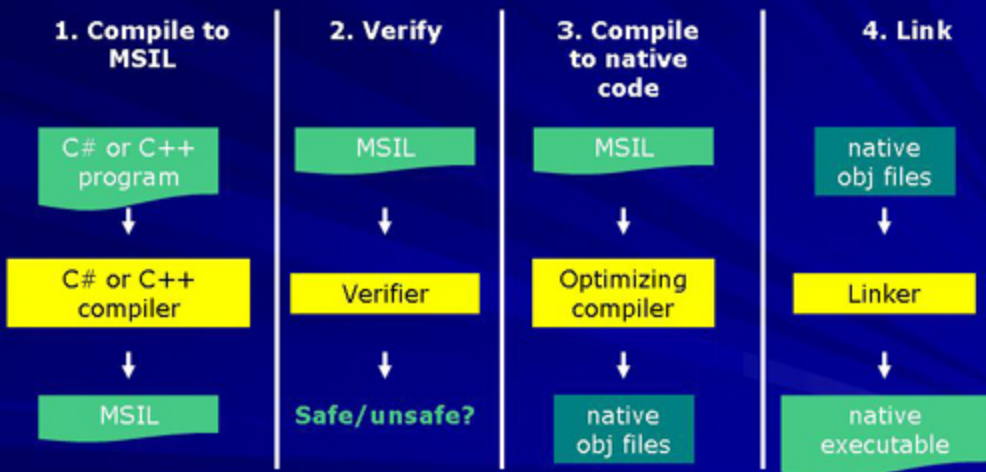 1. Compile to
MSIL
C# or C++
program
C# or C++
compiler
MSIL
2. Verify
MSIL
Verifier
Safe/unsafe?
3. Compile
to native
code
MSIL
Optimizing
compiler
native
obj files
4. Link
native
obj files
Linker
native
executable